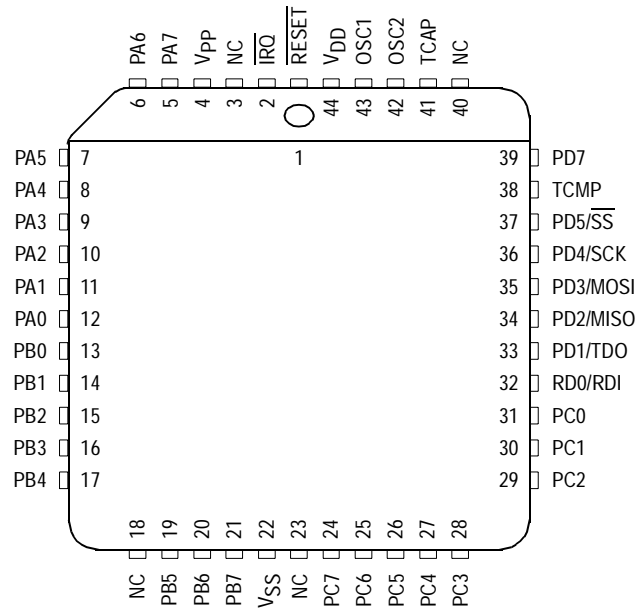 PA6 PA7 VPP NC I̅R̅Q̅ R̅E̅S̅E̅T̅ VDD OSC1 OSC2 TCAP NC
6 5 4 3 2 44 43 42 41 40
PA5 7 1 39 PD7
PA4 8 38 TCMP
PA3 9 37 PD5/S̅S̅
PA2 10 36 PD4/SCK
PA1 11 35 PD3/MOSI
PA0 12 34 PD2/MISO
PB0 13 33 PD1/TDO
PB1 14 32 RD0/RDI
PB2 15 31 PC0
PB3 16 30 PC1
PB4 17 29 PC2
18 19 20 21 22 23 24 25 26 27 28
NC PB5 PB6 PB7 VSS NC PC7 PC6 PC5 PC4 PC3